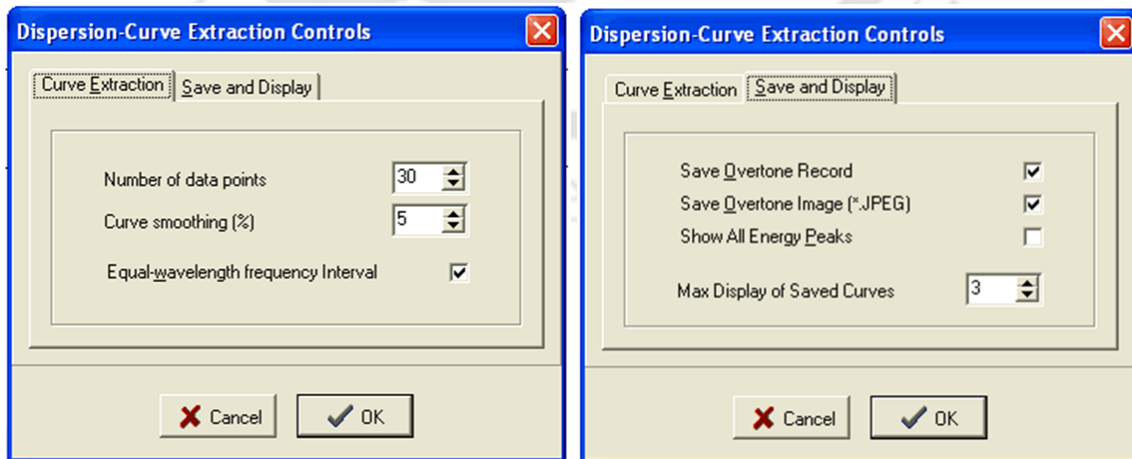 Dispersion-Curve Extraction Controls
Curve Extraction Save and Display
Number of data points 30
Curve smoothing (%) 5
Equal-wavelength frequency Interval
Cancel OK
Dispersion-Curve Extraction Controls
Curve Extraction Save and Display
Save Overtone Record
Save Overtone Image (*.JPEG)
Show All Energy Peaks
Max Display of Saved Curves 3
Cancel OK